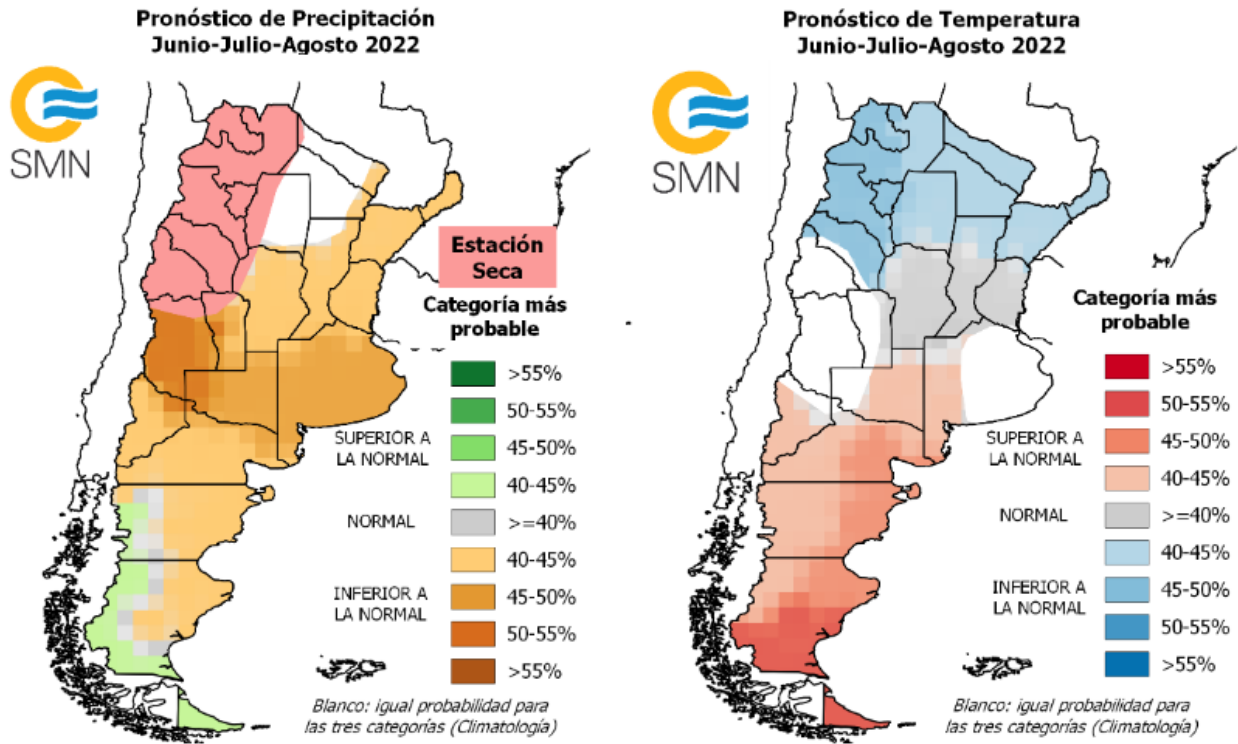 Pronóstico de Precipitación
Junio-Julio-Agosto 2022
SMN
Estación
Seca
Categoría más
probable
>55%
50-55%
45-50%
40-45%
>=40%
40-45%
45-50%
50-55%
>55%
SUPERIOR A
LA NORMAL
NORMAL
INFERIOR A
LA NORMAL
Blanco: igual probabilidad para
las tres categorías (Climatología)
Pronóstico de Temperatura
Junio-Julio-Agosto 2022
SMN
Categoría más
probable
>55%
50-55%
45-50%
40-45%
>=40%
40-45%
45-50%
50-55%
>55%
SUPERIOR A
LA NORMAL
NORMAL
INFERIOR A
LA NORMAL
Blanco: igual probabilidad para
las tres categorías (Climatología)